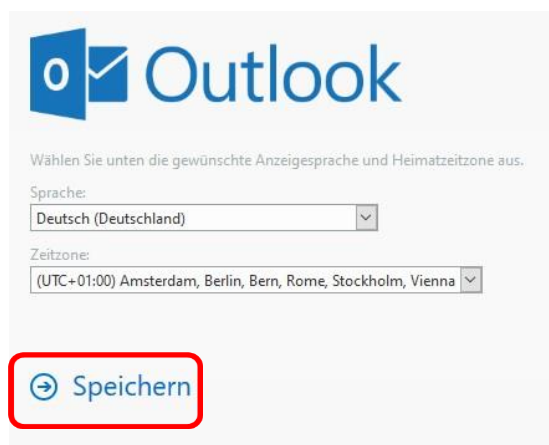 Outlook
Wählen Sie unten die gewünschte Anzeigesprache und Heimatzeitzone aus.
Sprache:
Deutsch (Deutschland)
Zeitzone:
(UTC+01:00) Amsterdam, Berlin, Bern, Rome, Stockholm, Vienna
Speichern